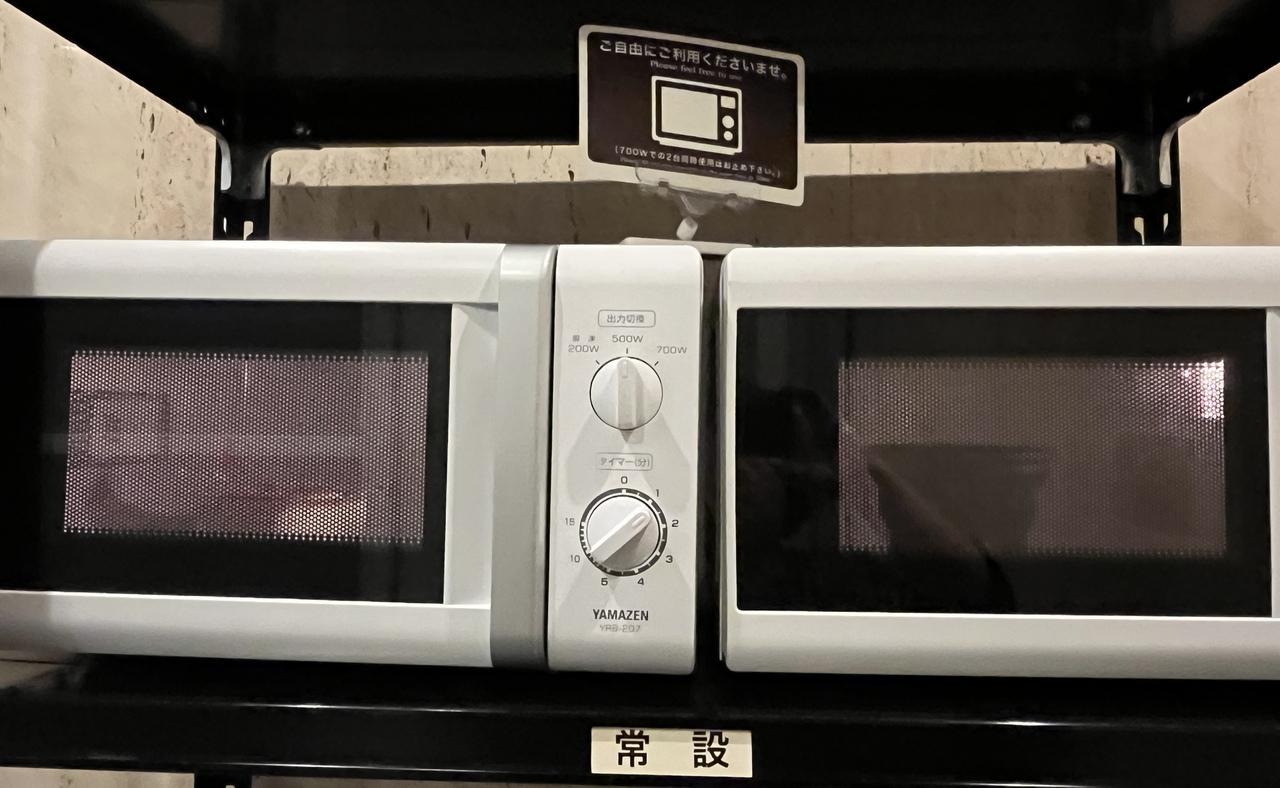 ご自由にご利用くださいませ。
Please feel free to use
(700Wでの2台同時使用はお止め下さい。)
出力切換
500W
200W 700W
タイマー(分)
0
1
15 2
10 3
5 4
YAMAZEN
YRB-207
常 設